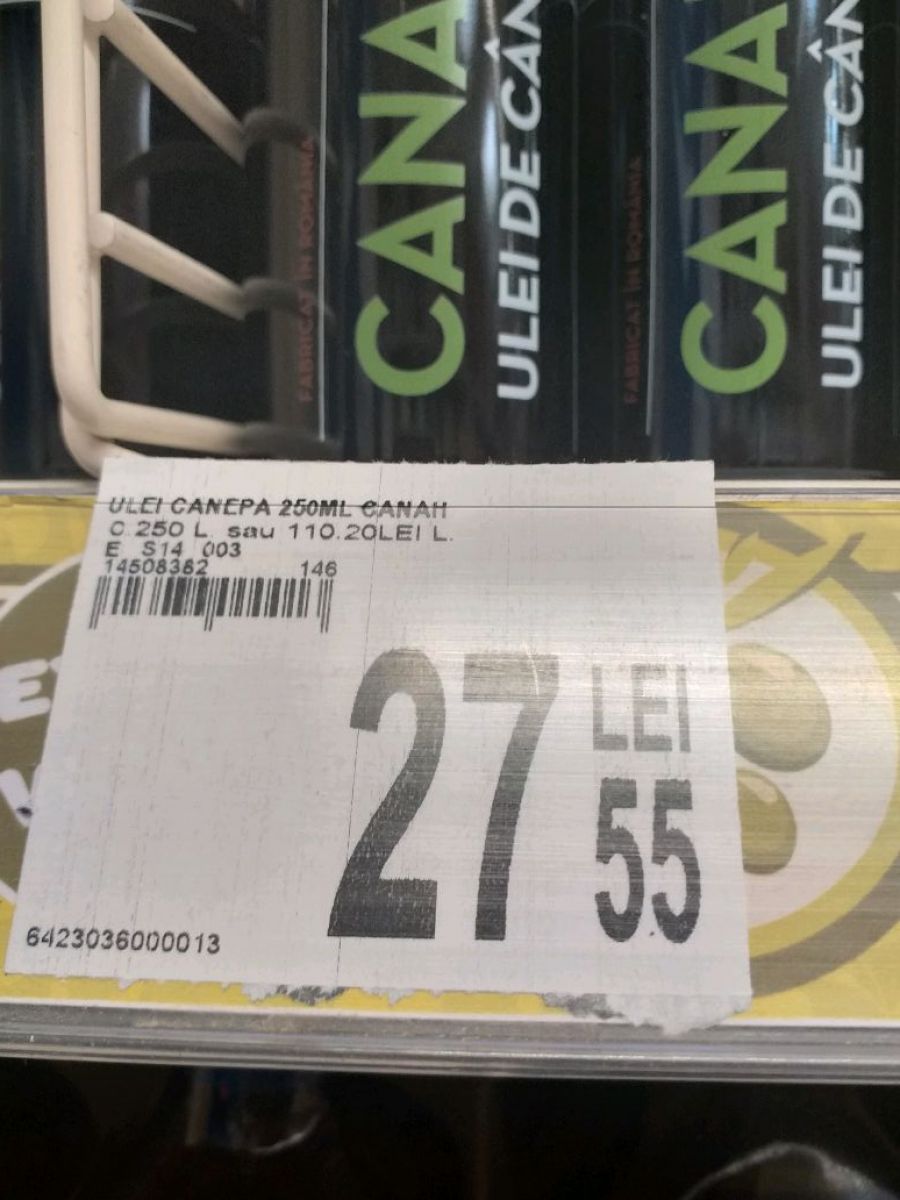 FABRICAT ÎN ROMÂNIA
CANA
ULEI DE CÂN
FABRICAT ÎN ROMÂNIA
CANA
ULEI DE CÂN
ULEI CANEPA 250ML CANAH
C.250 L. sau 110.20LEI L.
E S14 003
14508382 146
27 LEI 55
6423036000013